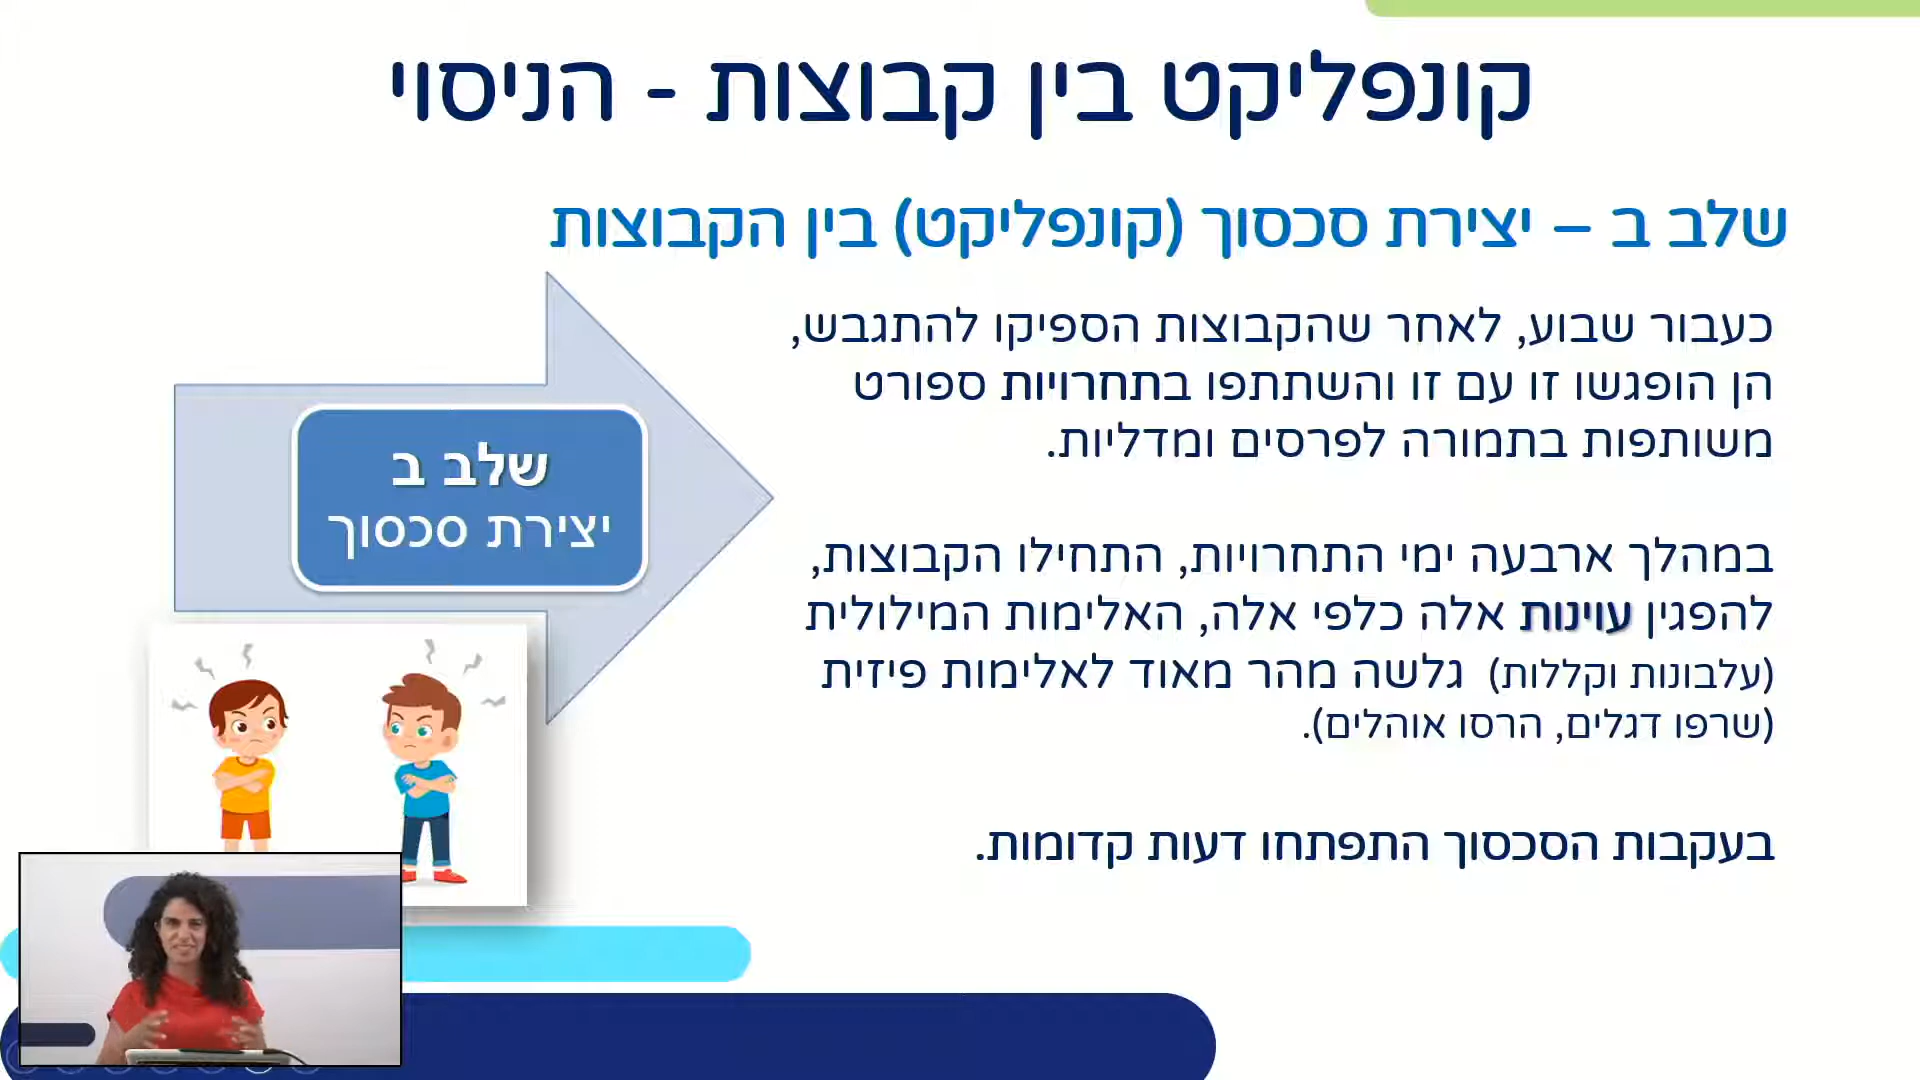 קונפליקט בין קבוצות - הניסוי
שלב ב – יצירת סכסוך (קונפליקט) בין הקבוצות
כעבור שבוע, לאחר שהקבוצות הספיקו להתגבש,
הן הופגשו זו עם זו והשתתפו בתחרויות ספורט
משותפות בתמורה לפרסים ומדליות.
במהלך ארבעה ימי התחרויות, התחילו הקבוצות,
להפגין עוינות אלה כלפי אלה, האלימות המילולית
(עלבונות וקללות) גלשה מהר מאוד לאלימות פיזית
(שרפו דגלים, הרסו אוהלים).
בעקבות הסכסוך התפתחו דעות קדומות.
שלב ב
יצירת סכסוך